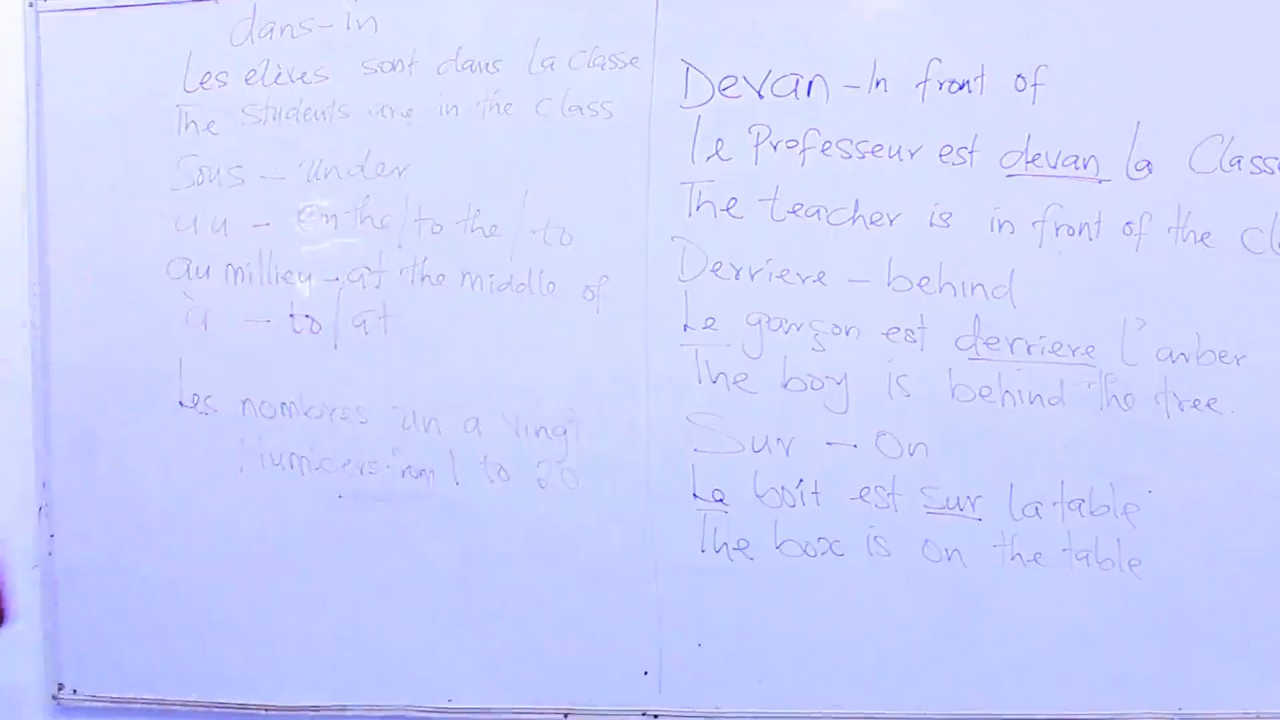 dans-in
Les elèves sont dans la classe
The students are in the class
Sous - under
au - on the/to the/to
au milliey - at the middle of
à - to/at
Les nombres un a vingt
numbers from 1 to 20
Devan - In front of
le Professeur est devan la Class
The teacher is in front of the cl
Derriere - behind
Le garşon est derriere l'arber
The boy is behind the tree.
Sur - On
La boît est sur la table
The box is on the table